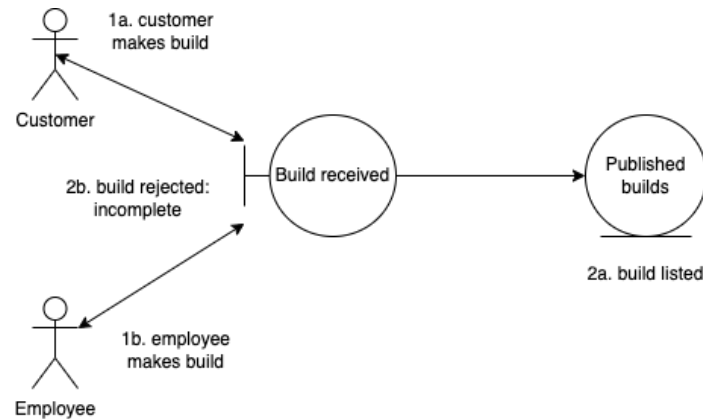 1a. customer
makes build
Customer
Build received
Published
builds
2b. build rejected:
incomplete
2a. build listed
1b. employee
makes build
Employee